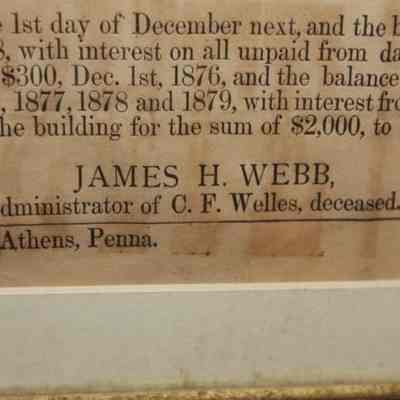 1st day of December next, and the b
8, with interest on all unpaid from da
$300, Dec. 1st, 1876, and the balance
, 1877, 1878 and 1879, with interest fro
he building for the sum of $2,000, to
JAMES H. WEBB,
dministrator of C. F. Welles, deceased.
Athens, Penna.